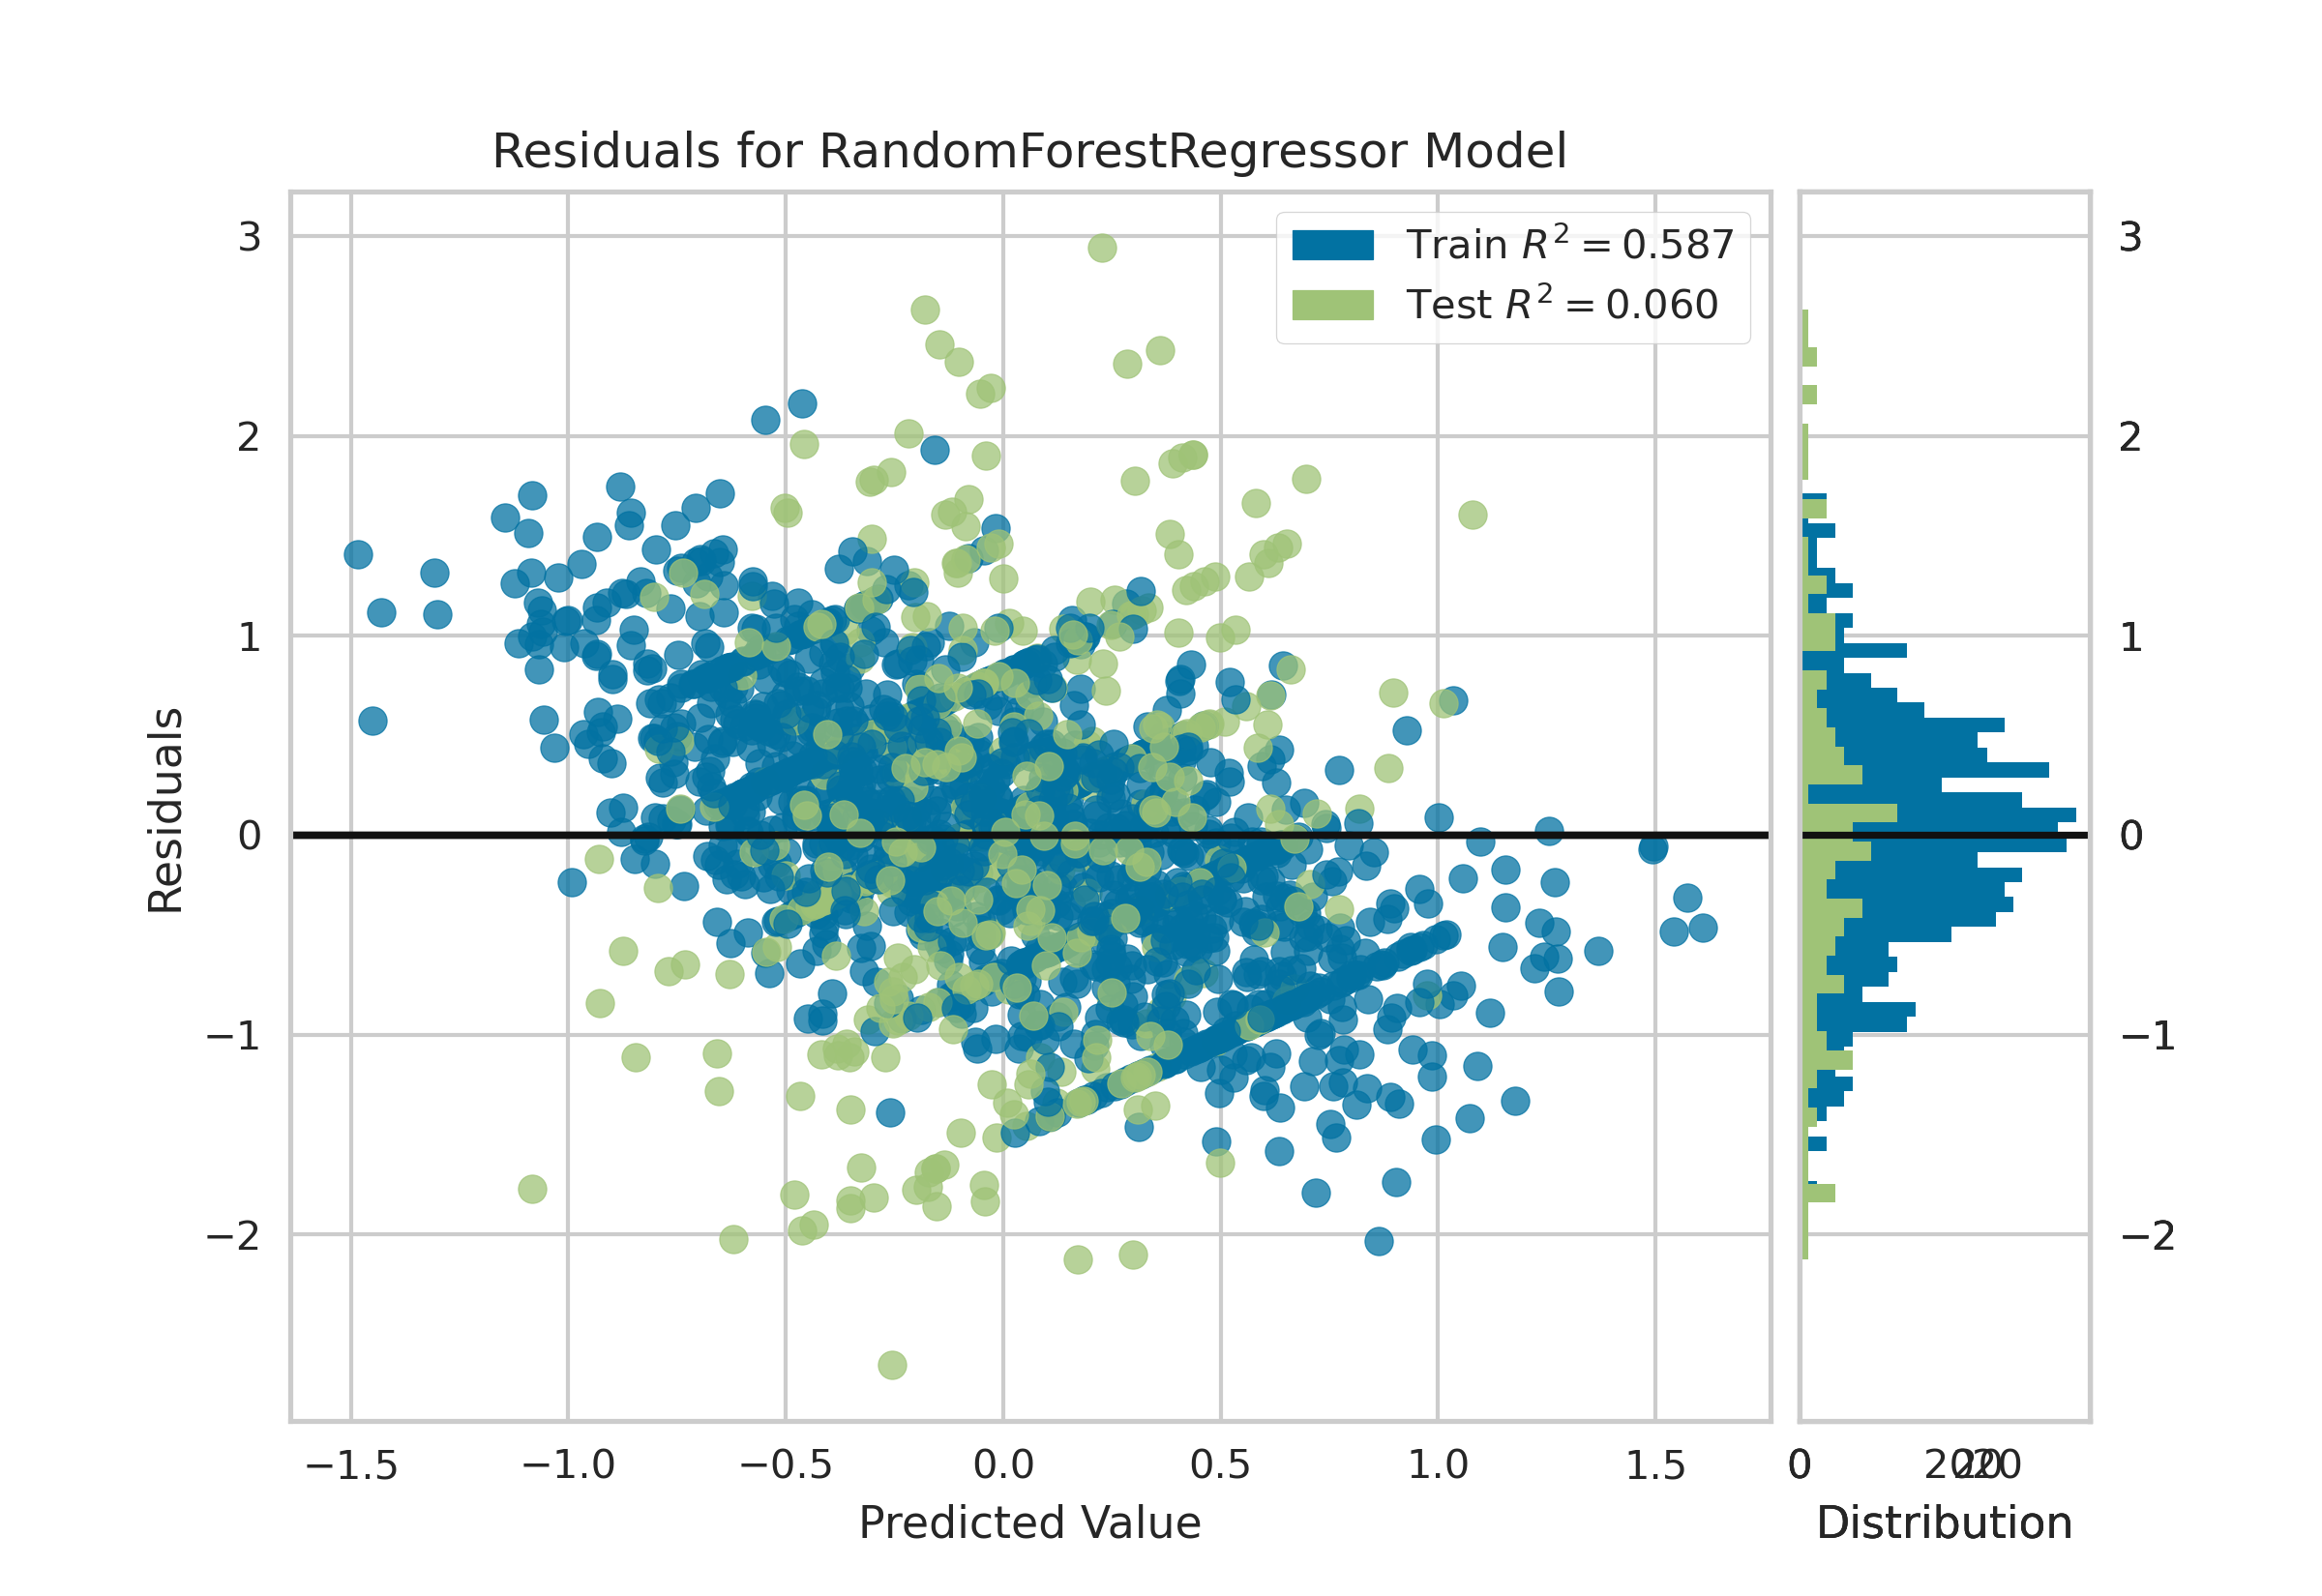 Residuals for RandomForestRegressor Model
Train R² = 0.587
Test R² = 0.060
3
2
1
0
−1
−2
Residuals
−1.5 −1.0 −0.5 0.0 0.5 1.0 1.5
Predicted Value
3
2
1
0
−1
−2
0
Distribution